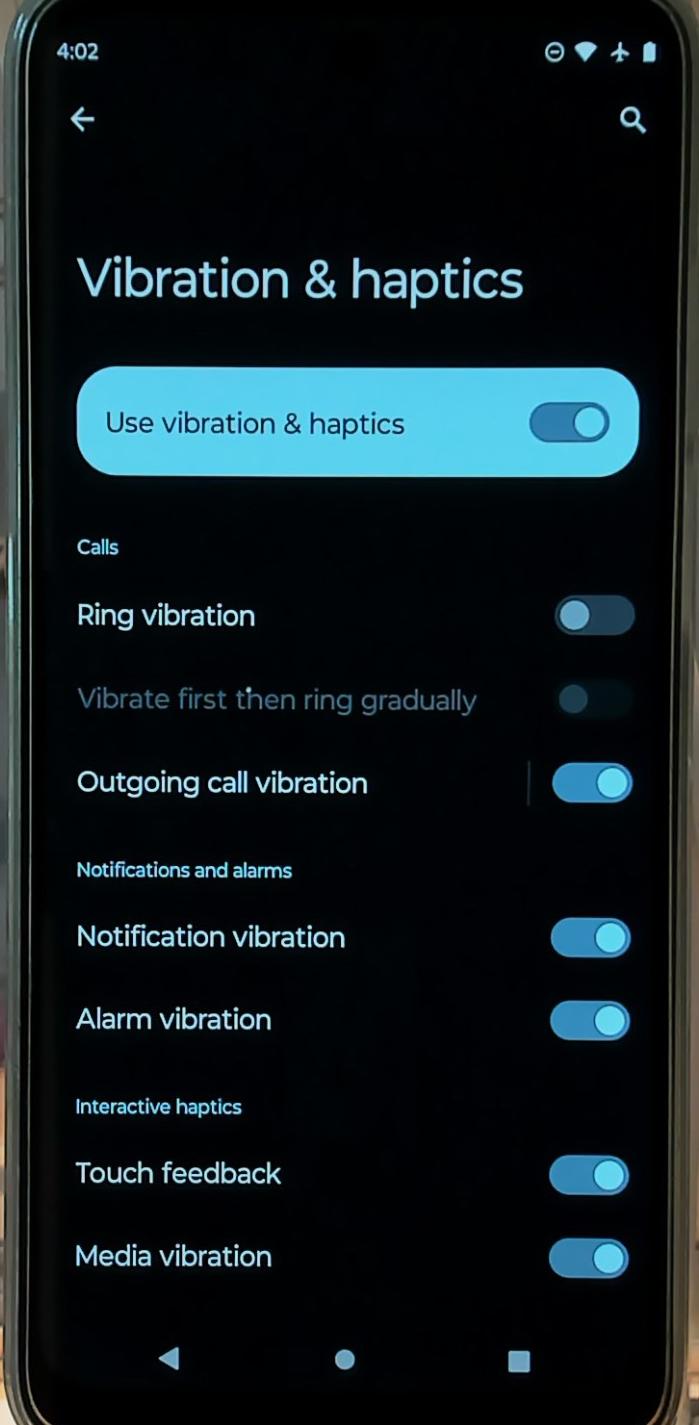 4:02
Vibration & haptics
Use vibration & haptics
Calls
Ring vibration
Vibrate first then ring gradually
Outgoing call vibration
Notifications and alarms
Notification vibration
Alarm vibration
Interactive haptics
Touch feedback
Media vibration